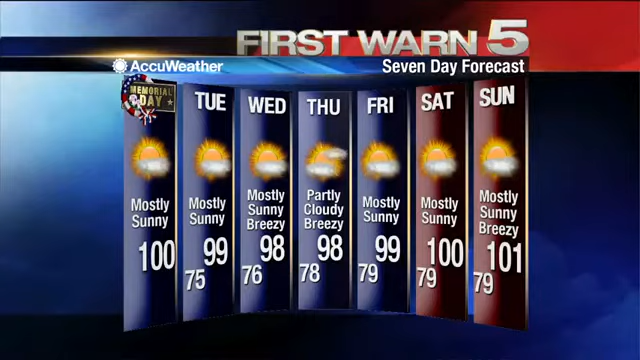 FIRST WARN 5
AccuWeather
Seven Day Forecast
MEMORIAL
DAY
TUE
WED
THU
FRI
SAT
SUN
Mostly
Sunny
100
Mostly
Sunny
99
75
Mostly
Sunny
Breezy
98
76
Partly
Cloudy
Breezy
98
78
Mostly
Sunny
99
79
Mostly
Sunny
100
79
Mostly
Sunny
Breezy
101
79